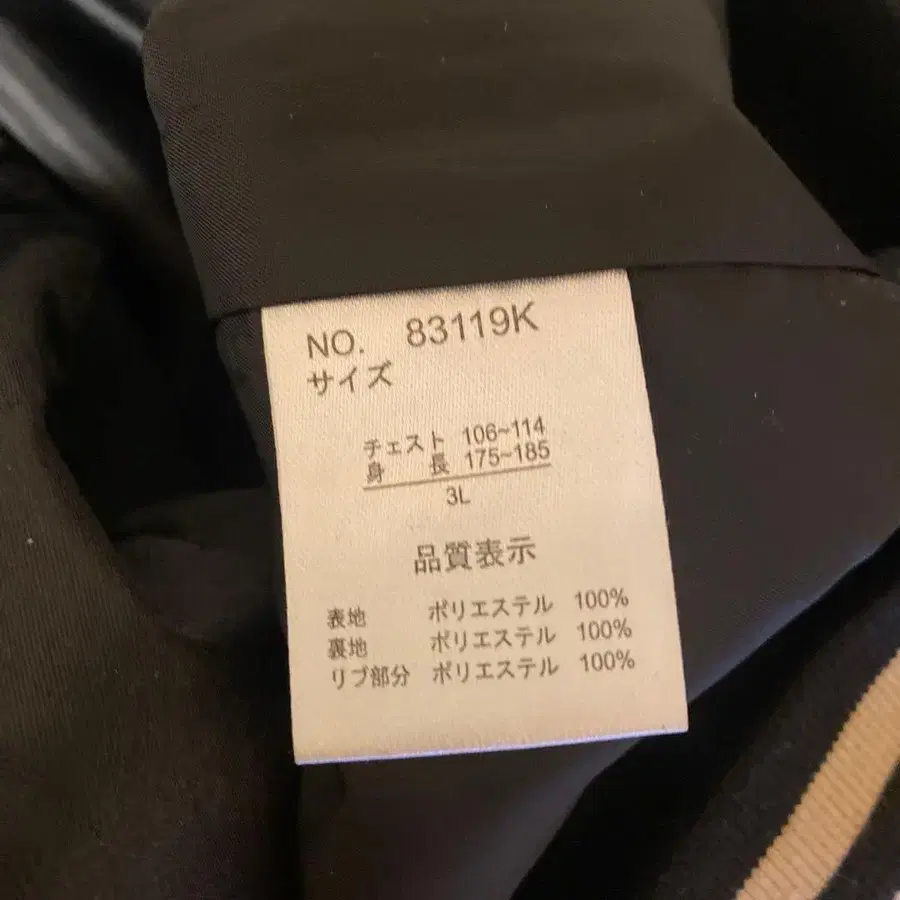 NO. 83119K
サイズ
チェスト 106~114
身 長 175~185
3L
品質表示
表地 ポリエステル 100%
裏地 ポリエステル 100%
リブ部分 ポリエステル 100%